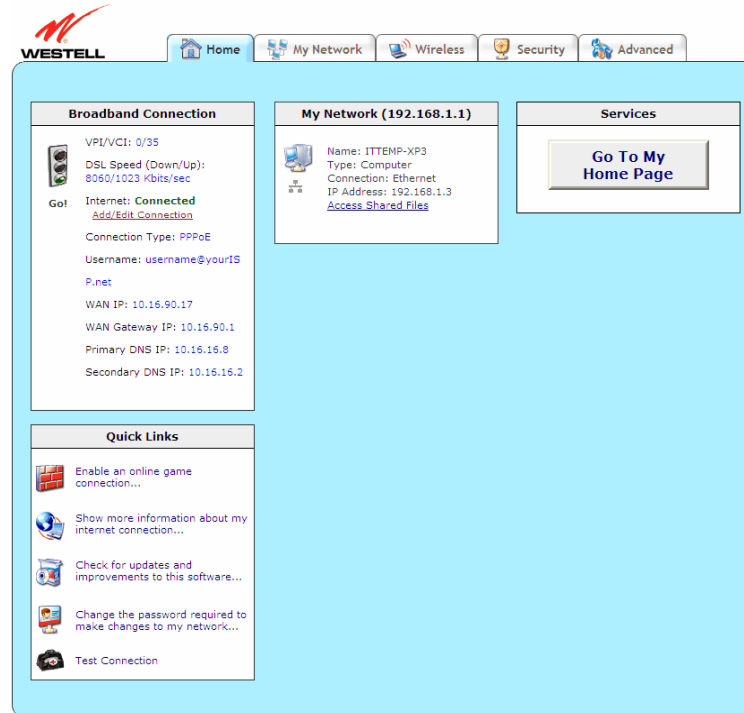 WESTELL
Home
My Network
Wireless
Security
Advanced
Broadband Connection
VPI/VCI: 0/35
DSL Speed (Down/Up):
8060/1023 Kbits/sec
Go!
Internet: Connected
Add/Edit Connection
Connection Type: PPPoE
Username: username@yourIS
P.net
WAN IP: 10.16.90.17
WAN Gateway IP: 10.16.90.1
Primary DNS IP: 10.16.16.8
Secondary DNS IP: 10.16.16.2
My Network (192.168.1.1)
Name: ITTEMP-XP3
Type: Computer
Connection: Ethernet
IP Address: 192.168.1.3
Access Shared Files
Services
Go To My
Home Page
Quick Links
Enable an online game
connection...
Show more information about my
internet connection...
Check for updates and
improvements to this software...
Change the password required to
make changes to my network...
Test Connection